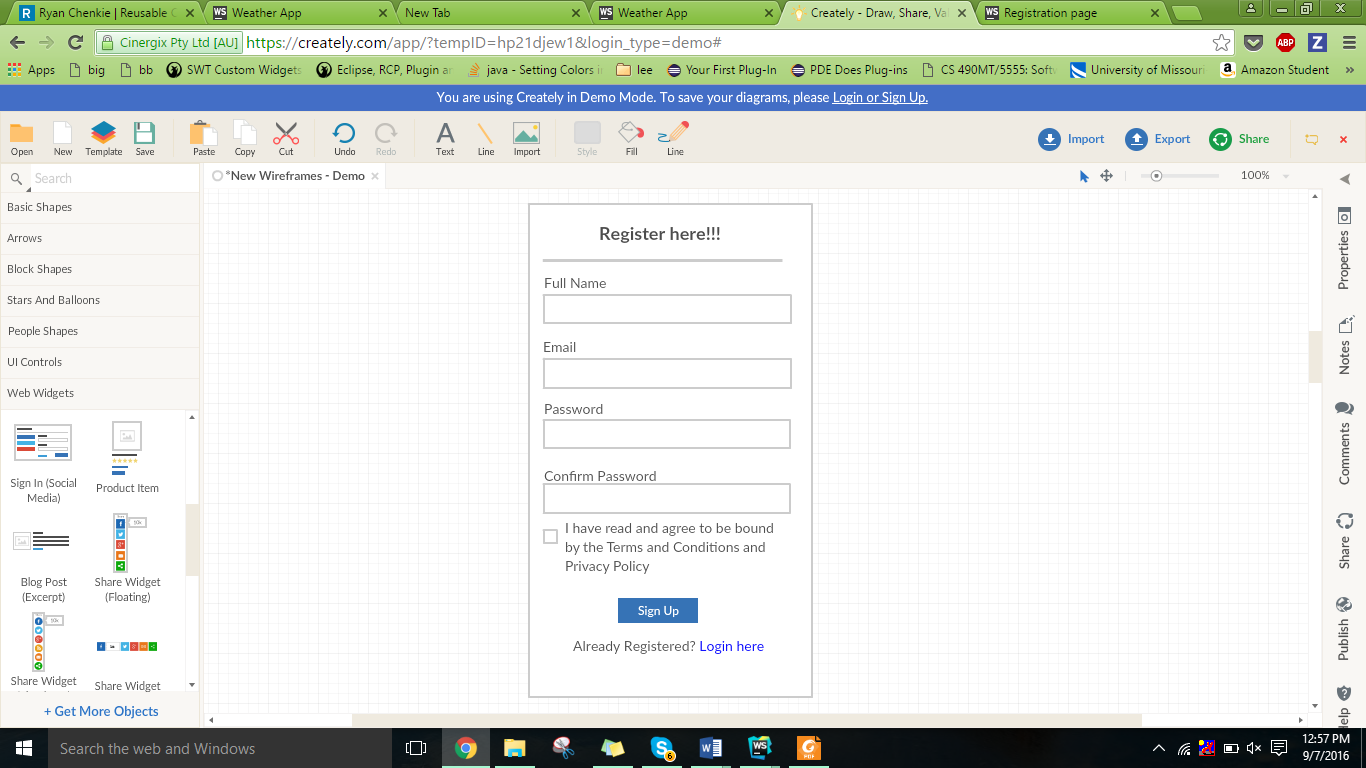 Ryan Chenkie | Reusable
Weather App
New Tab
Weather App
Creately - Draw, Share, Val
Registration page
Cinergix Pty Ltd [AU]
https://creately.com/app/?tempID=hp21djew1&login_type=demo#
ABP
Z
Apps
big
bb
SWT Custom Widgets
Eclipse, RCP, Plugin
java - Setting Colors
lee
Your First Plug-In
PDE Does Plug-ins
CS 490MT/5555:
University of Missouri
Amazon Student
You are using Creately in Demo Mode. To save your diagrams, please Login or Sign Up.
Open
New
Template
Save
Paste
Copy
Cut
Undo
Redo
Text
Line
Import
Style
Fill
Line
Import
Export
Share
Search
*New Wireframes - Demo
100%
Basic Shapes
Arrows
Block Shapes
Stars And Balloons
People Shapes
UI Controls
Web Widgets
Sign In (Social
Media)
Product Item
Blog Post
(Excerpt)
Share Widget
(Floating)
Share Widget
Share Widget
+ Get More Objects
Register here!!!
Full Name
Email
Password
Confirm Password
I have read and agree to be bound
by the Terms and Conditions and
Privacy Policy
Sign Up
Already Registered? Login here
Properties
Notes
Comments
Share
Publish
Search the web and Windows
6
12:57 PM
9/7/2016